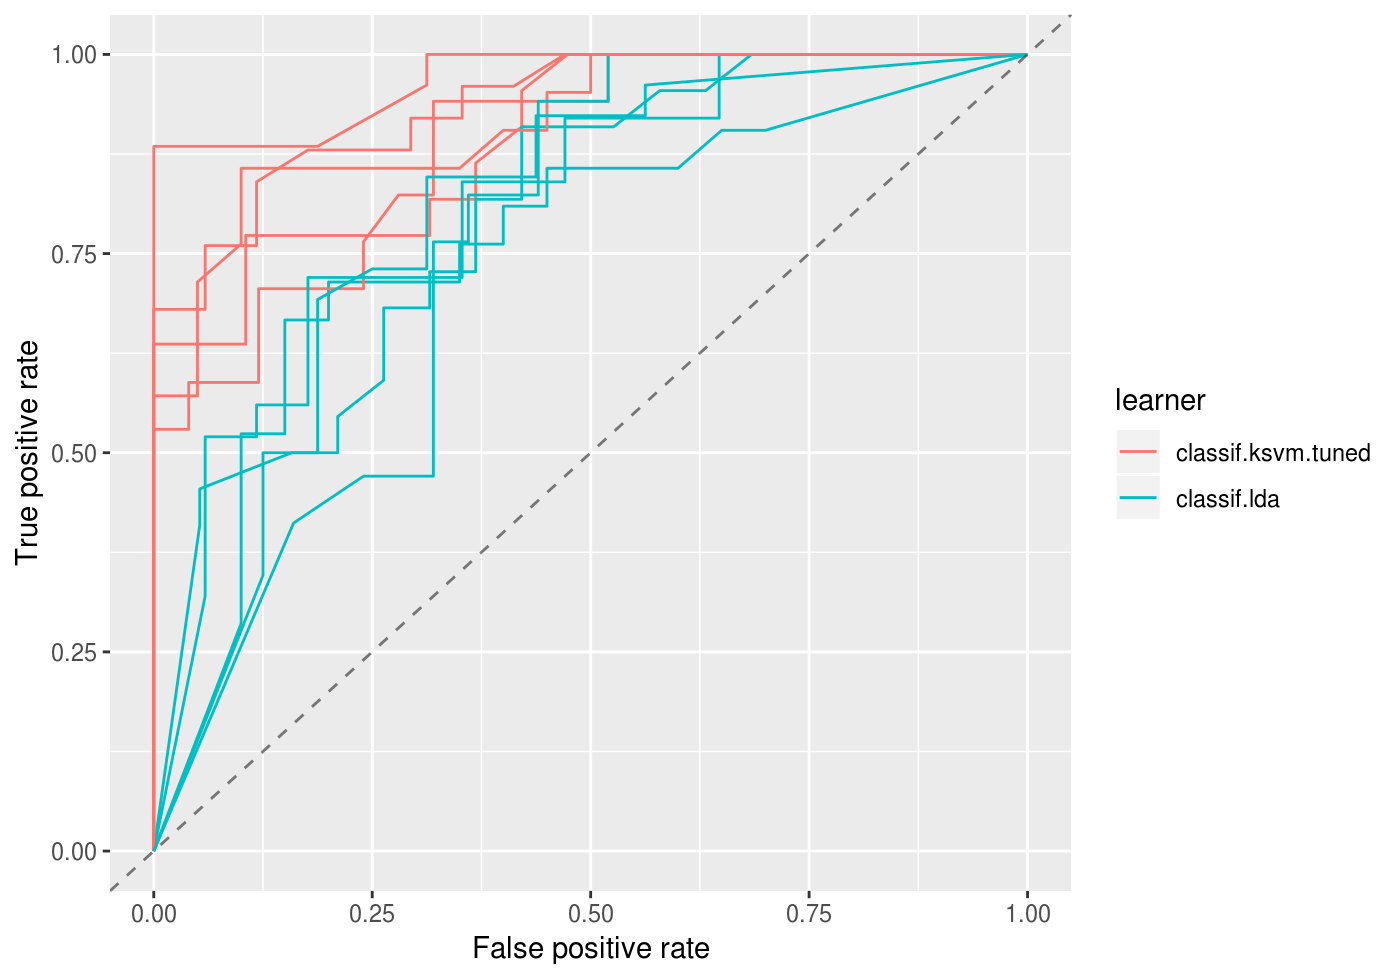 1.00
0.75
0.50
0.25
0.00
True positive rate
0.00 0.25 0.50 0.75 1.00
False positive rate
learner
classif.ksvm.tuned
classif.lda